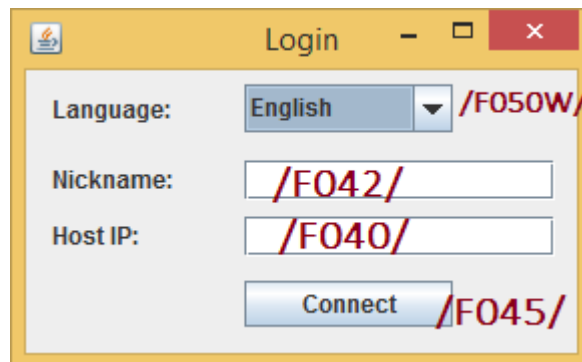 Login
Language: English /F050W/
Nickname: /F042/
Host IP: /F040/
Connect /F045/